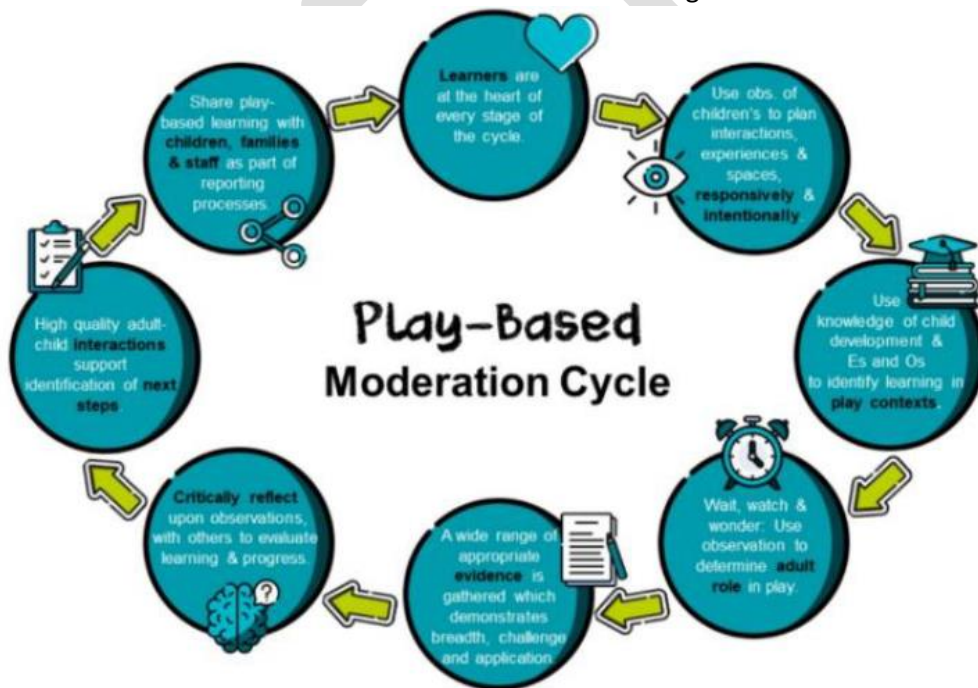 Play-Based
Moderation Cycle
Learners are
at the heart of
every stage of
the cycle.
Use obs. of
children's to plan
interactions,
experiences &
spaces,
responsively &
intentionally.
Use
knowledge of child
development &
Es and Os
to identify learning in
play contexts.
Wait, watch &
wonder: Use
observation to
determine adult
role in play.
A wide range of
appropriate
evidence is
gathered which
demonstrates
breadth, challenge
and application
Critically reflect
upon observations,
with others to evaluate
learning & progress.
?
High quality adult-
child interactions
support
identification of next
steps.
Share play-
based learning with
children, families
& staff as part of
reporting
processes.